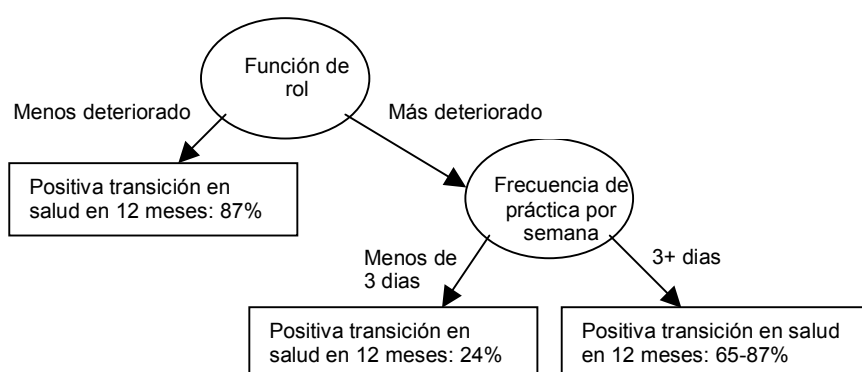 Función de
rol
Menos deteriorado
Más deteriorado
Positiva transición en
salud en 12 meses: 87%
Frecuencia de
práctica por
semana
Menos de
3 dias
3+ dias
Positiva transición en
salud en 12 meses: 24%
Positiva transición en salud
en 12 meses: 65-87%